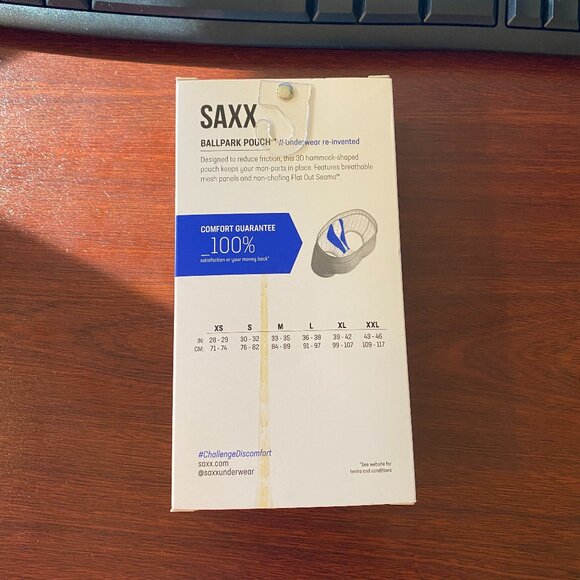 SAXX
BALLPARK POUCH™ // underwear re-invented
Designed to reduce friction, this 3D hammock-shaped
pouch keeps your man-parts in place. Features breathable
mesh panels and non-chafing Flat Out Seams™.
COMFORT GUARANTEE
_100%
satisfaction or your money back*
XS S M L XL XXL
IN: 28 - 29 30 - 32 33 - 35 36 - 38 39 - 42 43 - 46
CM: 71 - 74 76 - 82 84 - 89 91 - 97 99 - 107 109 - 117
#ChallengeDiscomfort
saxx.com
@saxxunderwear
*See website for
terms and conditions